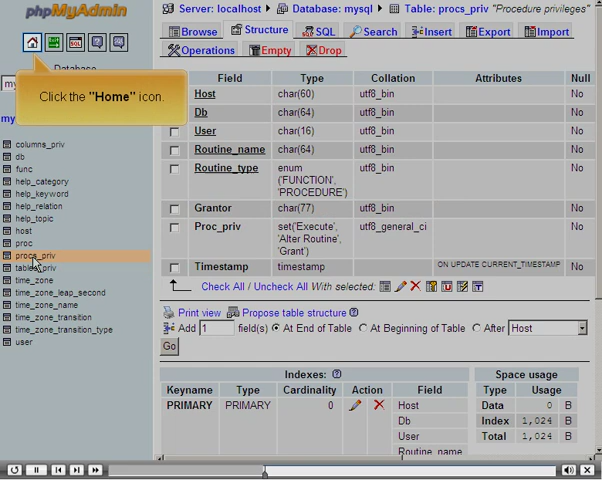 phpMyAdmin
Server: localhost Database: mysql Table: procs_priv "Procedure privileges"
Browse Structure SQL Search Insert Export Import
Operations Empty Drop
SQL
Database
my
Click the "Home" icon.
my
columns_priv
db
func
help_category
help_keyword
help_relation
help_topic
host
proc
procs_priv
tables_priv
time_zone
time_zone_leap_second
time_zone_name
time_zone_transition
time_zone_transition_type
user
Field Type Collation Attributes Null
Host char(60) utf8_bin No
Db char(64) utf8_bin No
User char(16) utf8_bin No
Routine_name char(64) utf8_bin No
Routine_type enum utf8_bin No
('FUNCTION',
'PROCEDURE')
Grantor char(77) utf8_bin No
Proc_priv set('Execute', utf8_general_ci No
'Alter Routine',
'Grant')
Timestamp timestamp ON UPDATE CURRENT_TIMESTAMP No
Check All / Uncheck All With selected:
Print view Propose table structure
Add 1 field(s) At End of Table At Beginning of Table After Host
Go
Indexes:
Keyname Type Cardinality Action Field
PRIMARY PRIMARY 0 Host
Db
User
Routine_name
Space usage
Type Usage
Data 0 B
Index 1,024 B
Total 1,024 B